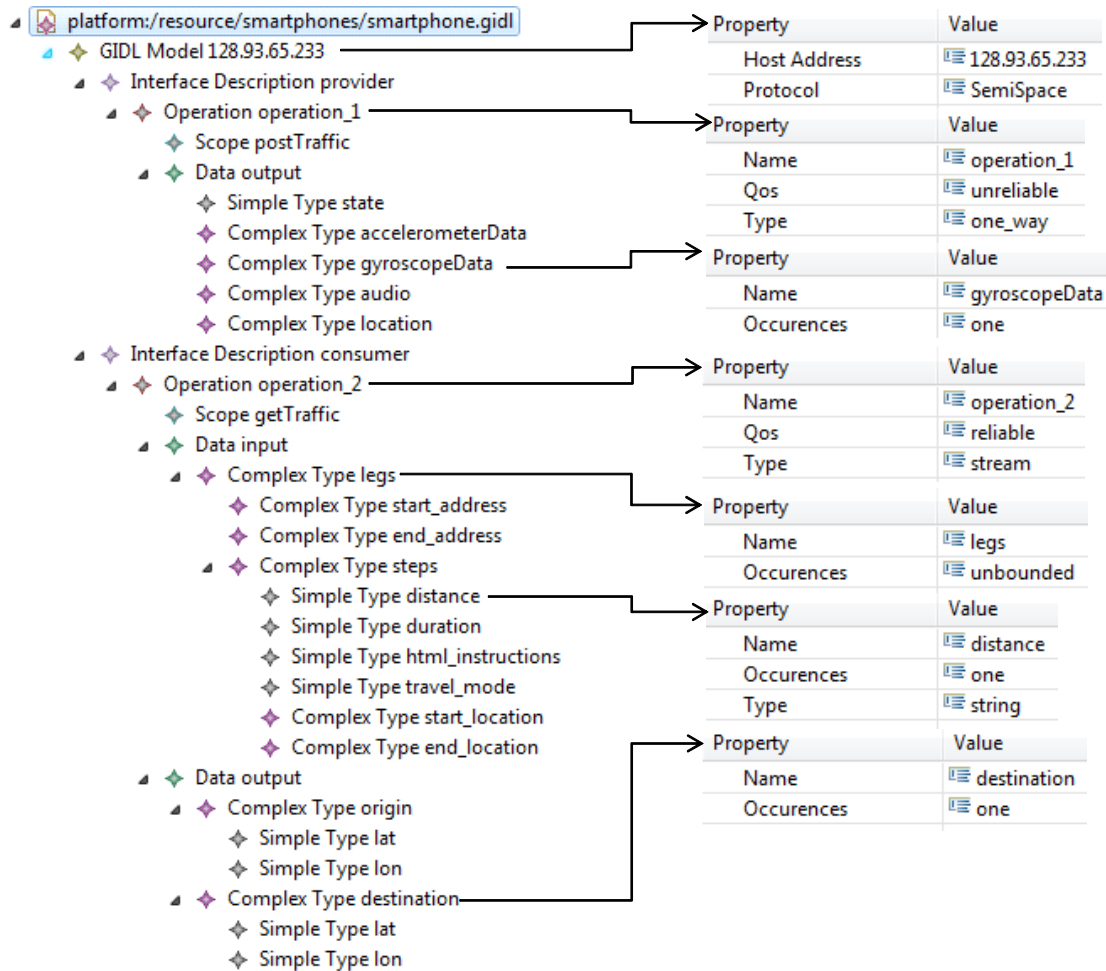 platform:/resource/smartphones/smartphone.gidl
GIDL Model 128.93.65.233
Interface Description provider
Operation operation_1
Scope postTraffic
Data output
Simple Type state
Complex Type accelerometerData
Complex Type gyroscopeData
Complex Type audio
Complex Type location
Interface Description consumer
Operation operation_2
Scope getTraffic
Data input
Complex Type legs
Complex Type start_address
Complex Type end_address
Complex Type steps
Simple Type distance
Simple Type duration
Simple Type html_instructions
Simple Type travel_mode
Complex Type start_location
Complex Type end_location
Data output
Complex Type origin
Simple Type lat
Simple Type lon
Complex Type destination
Simple Type lat
Simple Type lon
Property Value
Host Address 128.93.65.233
Protocol SemiSpace
Property Value
Name operation_1
Qos unreliable
Type one_way
Property Value
Name gyroscopeData
Occurences one
Property Value
Name operation_2
Qos reliable
Type stream
Property Value
Name legs
Occurences unbounded
Property Value
Name distance
Occurences one
Type string
Property Value
Name destination
Occurences one